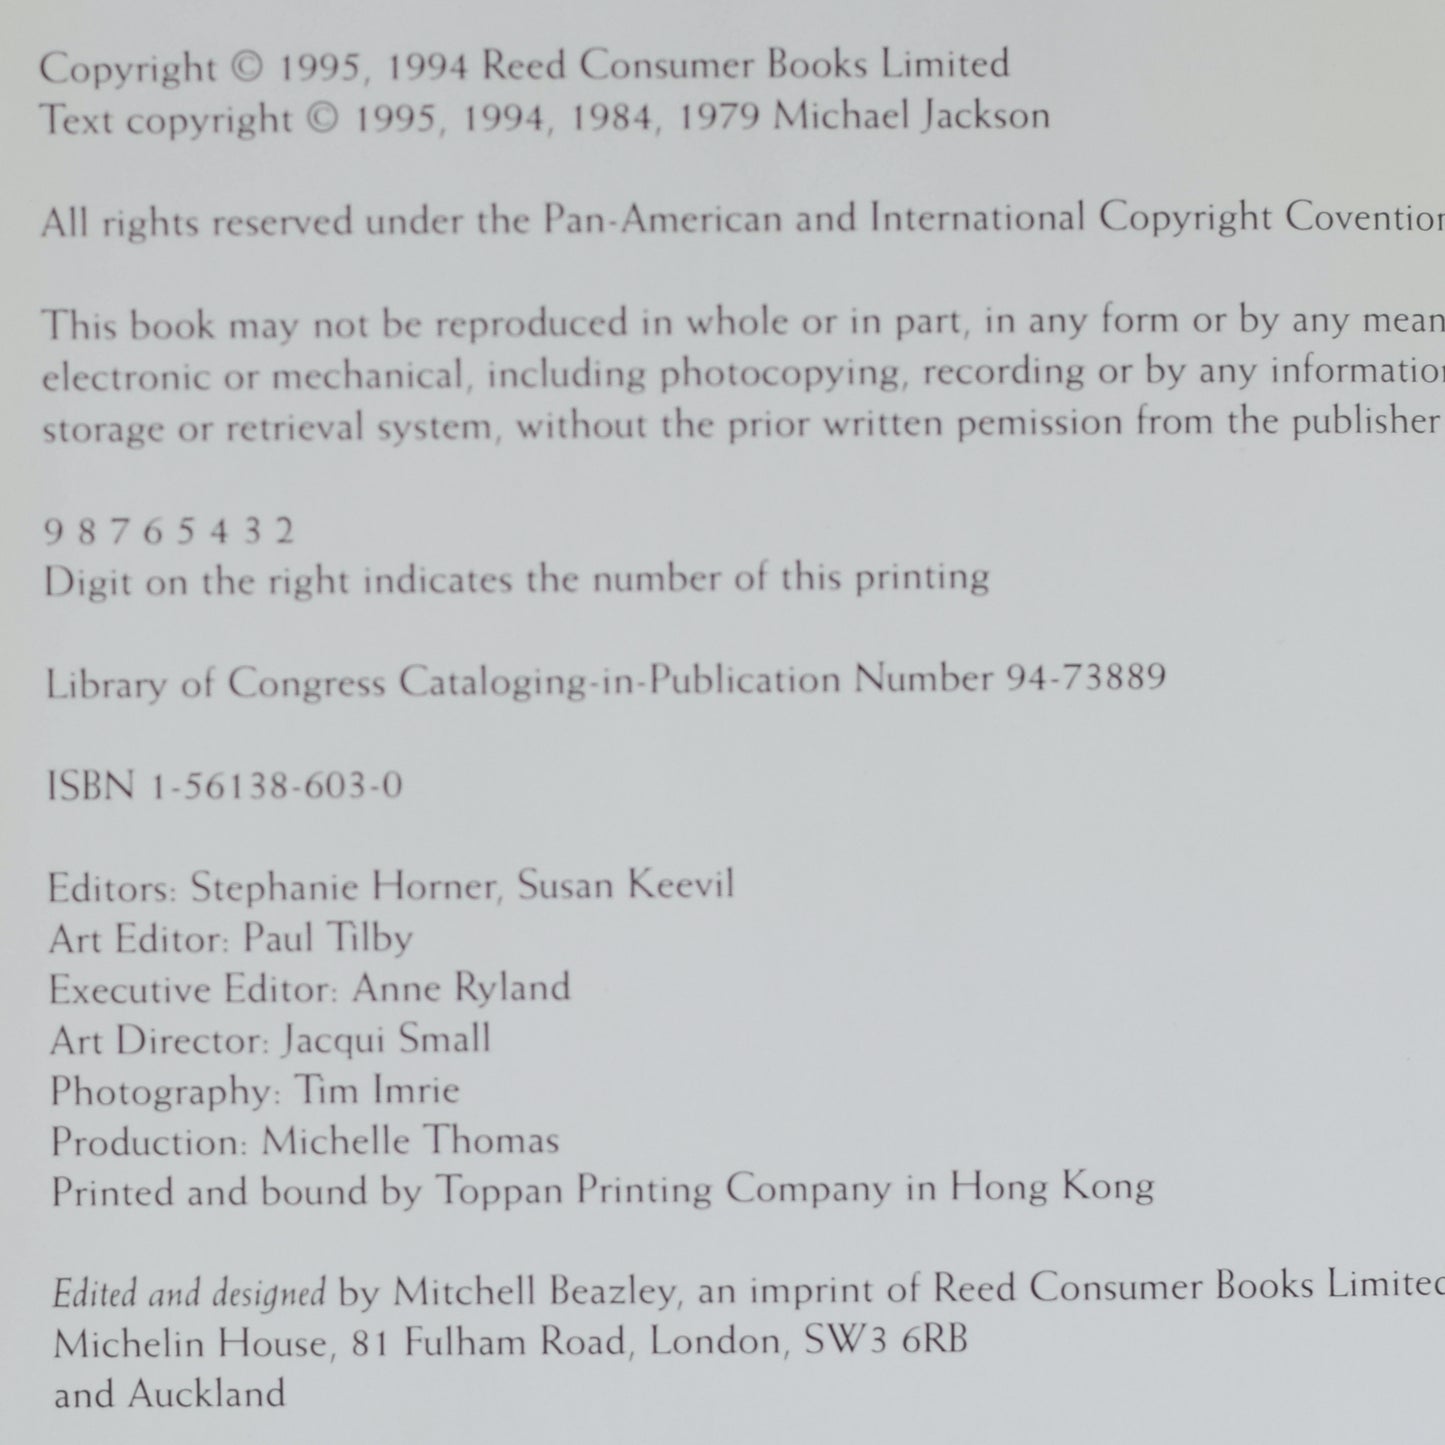 Copyright © 1995, 1994 Reed Consumer Books Limited
Text copyright © 1995, 1994, 1984, 1979 Michael Jackson
All rights reserved under the Pan-American and International Copyright Covention
This book may not be reproduced in whole or in part, in any form or by any mean
electronic or mechanical, including photocopying, recording or by any information
storage or retrieval system, without the prior written pemission from the publisher
9 8 7 6 5 4 3 2
Digit on the right indicates the number of this printing
Library of Congress Cataloging-in-Publication Number 94-73889
ISBN 1-56138-603-0
Editors: Stephanie Horner, Susan Keevil
Art Editor: Paul Tilby
Executive Editor: Anne Ryland
Art Director: Jacqui Small
Photography: Tim Imrie
Production: Michelle Thomas
Printed and bound by Toppan Printing Company in Hong Kong
Edited and designed by Mitchell Beazley, an imprint of Reed Consumer Books Limited
Michelin House, 81 Fulham Road, London, SW3 6RB
and Auckland